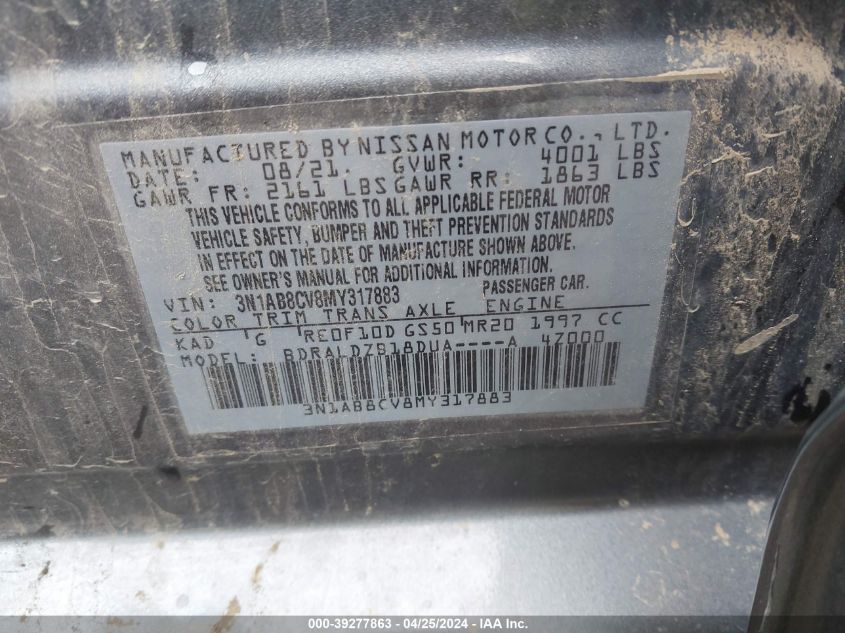 MANUFACTURED BY NISSAN MOTOR CO., LTD.
DATE: 08/21. GVWR: 4001 LBS
GAWR FR: 2161 LBS GAWR RR: 1863 LBS
THIS VEHICLE CONFORMS TO ALL APPLICABLE FEDERAL MOTOR
VEHICLE SAFETY, BUMPER AND THEFT PREVENTION STANDARDS
IN EFFECT ON THE DATE OF MANUFACTURE SHOWN ABOVE.
SEE OWNER'S MANUAL FOR ADDITIONAL INFORMATION.
VIN: 3N1AB8CV8MY317883 PASSENGER CAR.
COLOR TRIM TRANS AXLE ENGINE
KAD G RE0F10D GS50 MR20 1997 CC
MODEL: BDRALDZB18DUA----A 4Z000
3N1AB8CV8MY317883
000-39277863 - 04/25/2024 - IAA Inc.